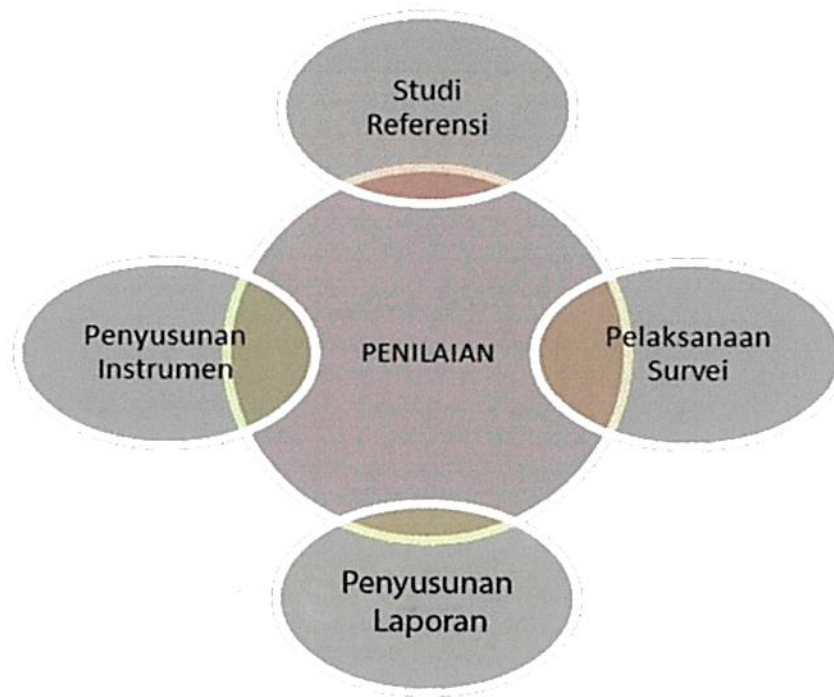 Studi
Referensi
Penyusunan
Instrumen
PENILAIAN
Pelaksanaan
Survei
Penyusunan
Laporan